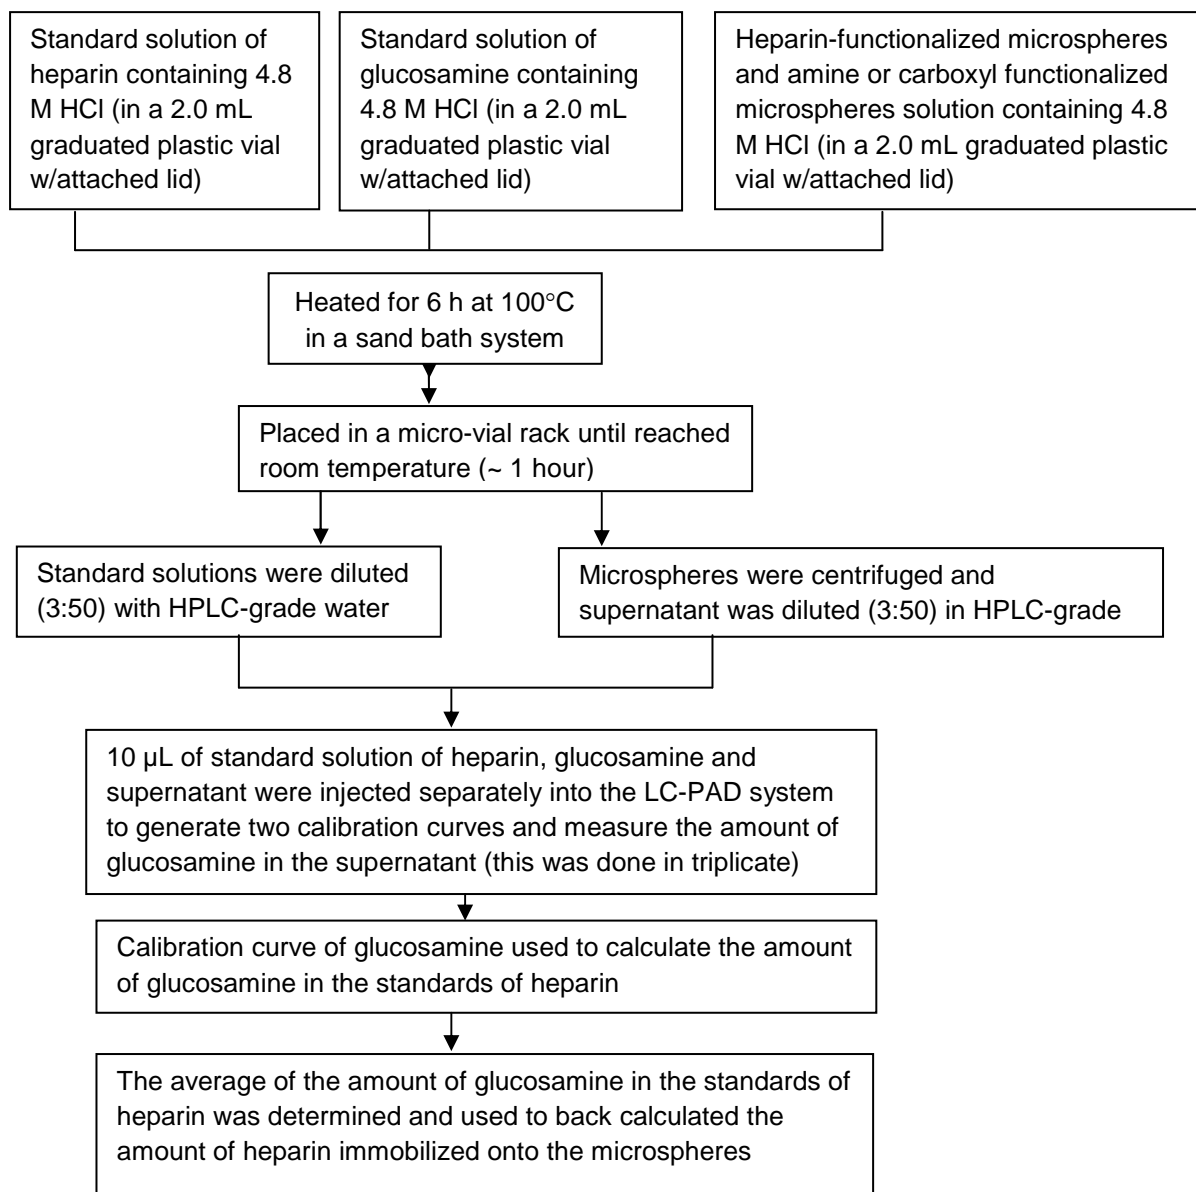 Standard solution of
heparin containing 4.8
M HCl (in a 2.0 mL
graduated plastic vial
w/attached lid)
Standard solution of
glucosamine containing
4.8 M HCl (in a 2.0 mL
graduated plastic vial
w/attached lid)
Heparin-functionalized microspheres
and amine or carboxyl functionalized
microspheres solution containing 4.8
M HCl (in a 2.0 mL graduated plastic
vial w/attached lid)
Heated for 6 h at 100°C
in a sand bath system
Placed in a micro-vial rack until reached
room temperature (~ 1 hour)
Standard solutions were diluted
(3:50) with HPLC-grade water
Microspheres were centrifuged and
supernatant was diluted (3:50) in HPLC-grade
10 µL of standard solution of heparin, glucosamine and
supernatant were injected separately into the LC-PAD system
to generate two calibration curves and measure the amount of
glucosamine in the supernatant (this was done in triplicate)
Calibration curve of glucosamine used to calculate the amount
of glucosamine in the standards of heparin
The average of the amount of glucosamine in the standards of
heparin was determined and used to back calculated the
amount of heparin immobilized onto the microspheres